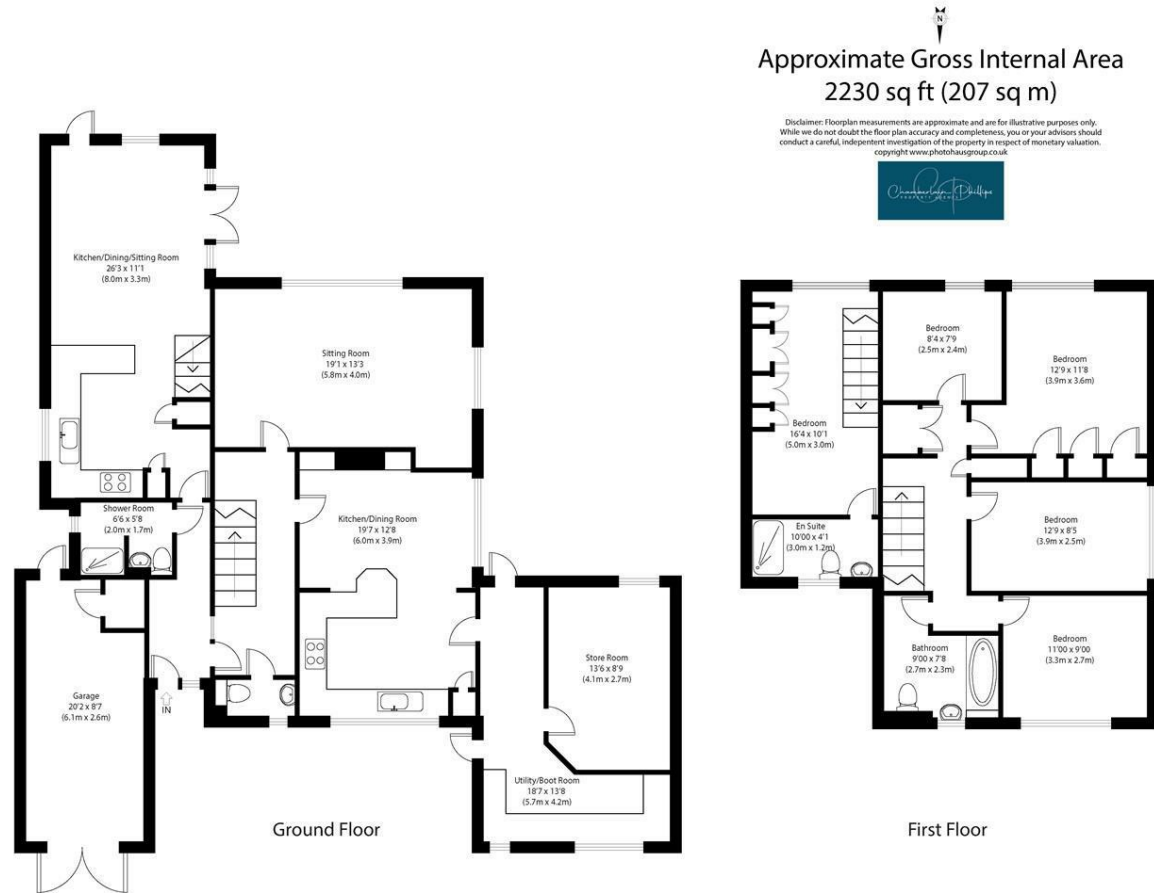 N
Approximate Gross Internal Area
2230 sq ft (207 sq m)
Disclaimer: Floorplan measurements are approximate and are for illustrative purposes only.
While we do not doubt the floor plan accuracy and completeness, you or your advisors should
conduct a careful, indepentent investigation of the property in respect of monetary valuation.
copyright www.photohausgroup.co.uk
Chamberlain Phillips
PROPERTY AGENTS
Kitchen/Dining/Sitting Room
26'3 x 11'1
(8.0m x 3.3m)
Sitting Room
19'1 x 13'3
(5.8m x 4.0m)
Shower Room
6'6 x 5'8
(2.0m x 1.7m)
Kitchen/Dining Room
19'7 x 12'8
(6.0m x 3.9m)
Store Room
13'6 x 8'9
(4.1m x 2.7m)
Garage
20'2 x 8'7
(6.1m x 2.6m)
IN
Utility/Boot Room
18'7 x 13'8
(5.7m x 4.2m)
Ground Floor
Bedroom
8'4 x 7'9
(2.5m x 2.4m)
Bedroom
12'9 x 11'8
(3.9m x 3.6m)
Bedroom
16'4 x 10'1
(5.0m x 3.0m)
En Suite
10'00 x 4'1
(3.0m x 1.2m)
Bedroom
12'9 x 8'5
(3.9m x 2.5m)
Bathroom
9'00 x 7'8
(2.7m x 2.3m)
Bedroom
11'00 x 9'00
(3.3m x 2.7m)
First Floor